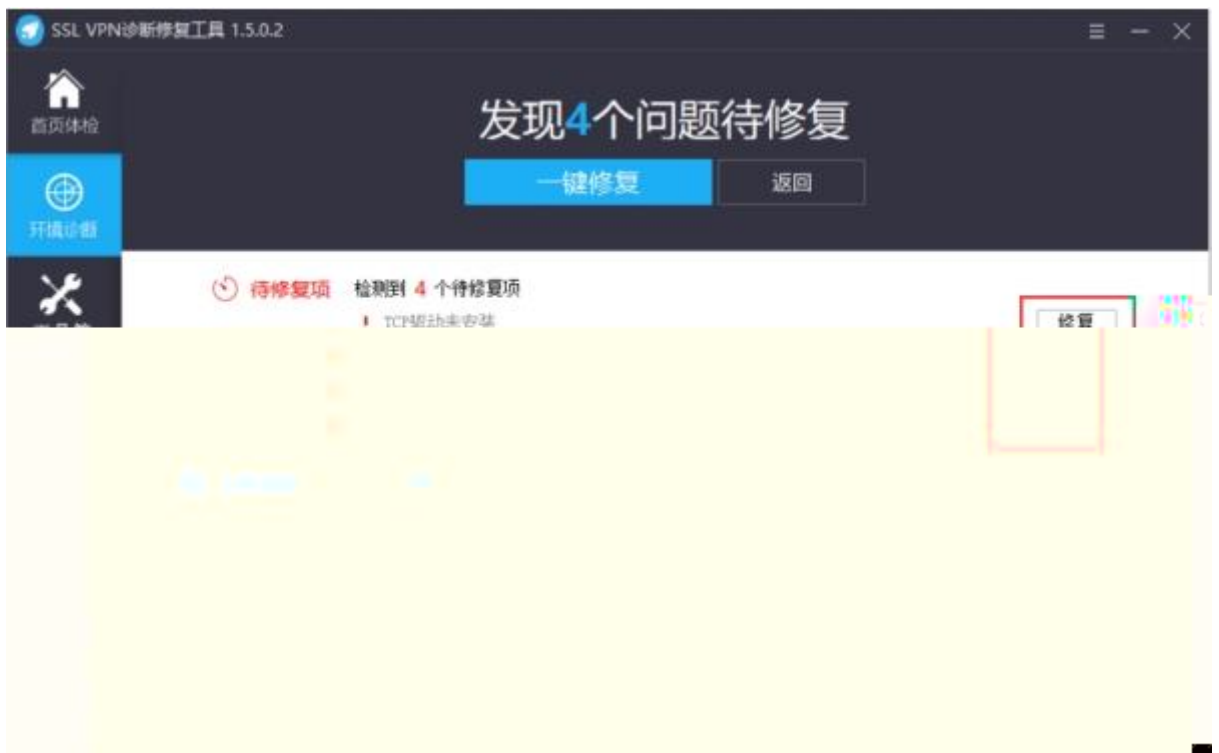 SSL VPN诊断修复工具 1.5.0.2
首页体检
发现4个问题待修复
一键修复
返回
环境诊断
待修复项 检测到 4 个待修复项
TCP驱动未安装
修复